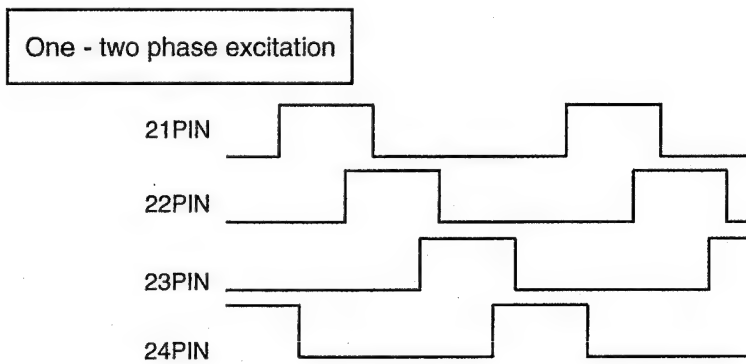 One - two phase excitation
21PIN
22PIN
23PIN
24PIN